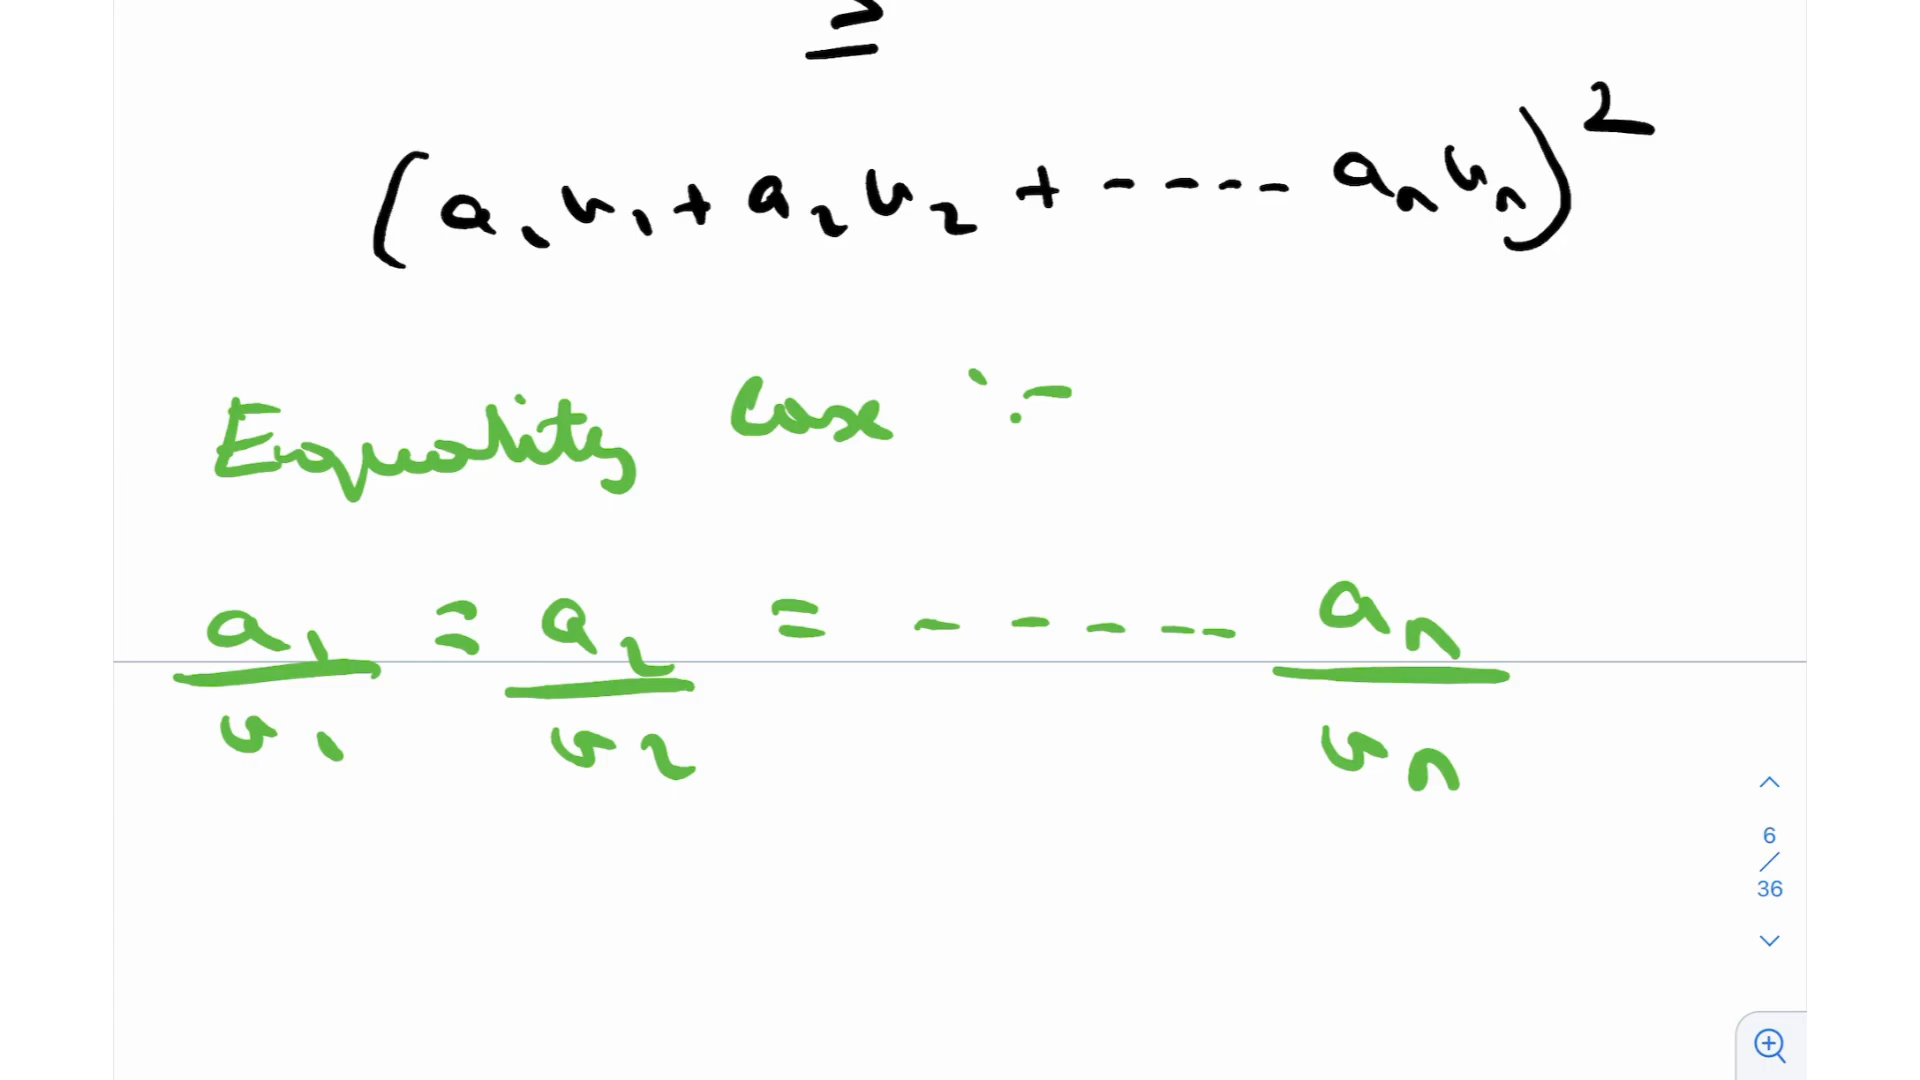 ≥
(a₁b₁ + a₂b₂ + ---- aₙbₙ)²
Equality Case :-
a₁/b₁ = a₂/b₂ = ----- aₙ/bₙ
6
/
36